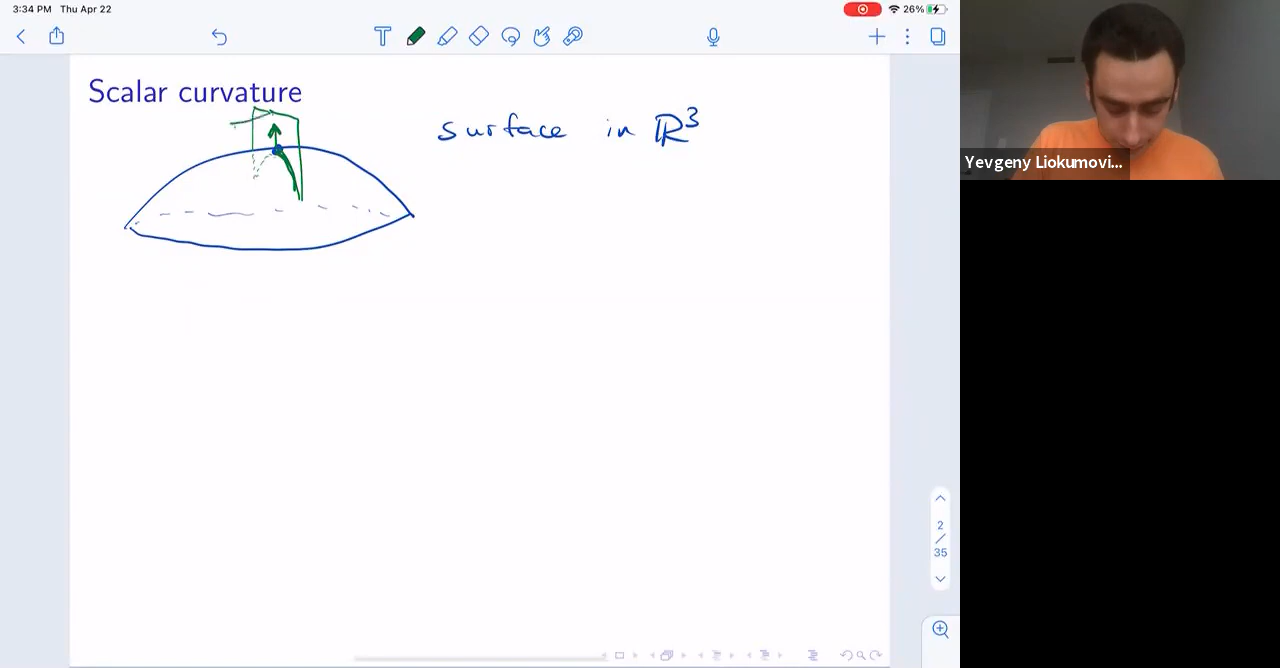 3:34 PM Thu Apr 22
26%
Scalar curvature
surface in ℝ³
Yevgeny Liokumovi...
2
/
35